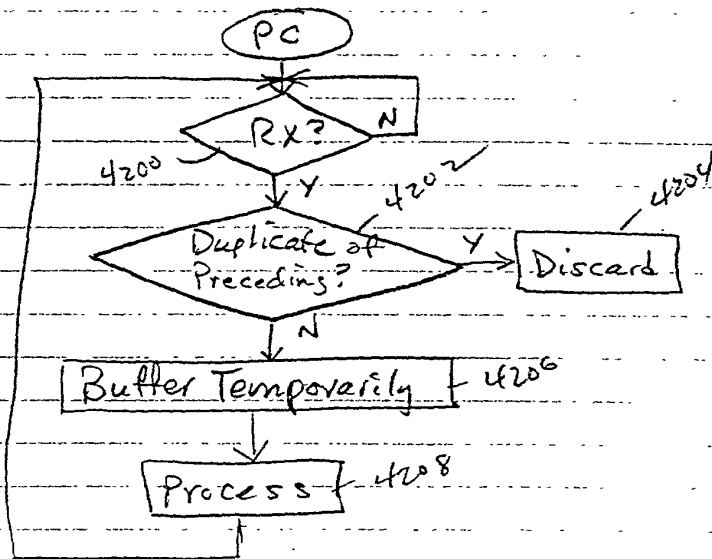 PC
Rx?
N
4200
Y
4202
4204
Duplicate of
Preceding?
Y
Discard
N
Buffer Temporarily
4206
Process
4208